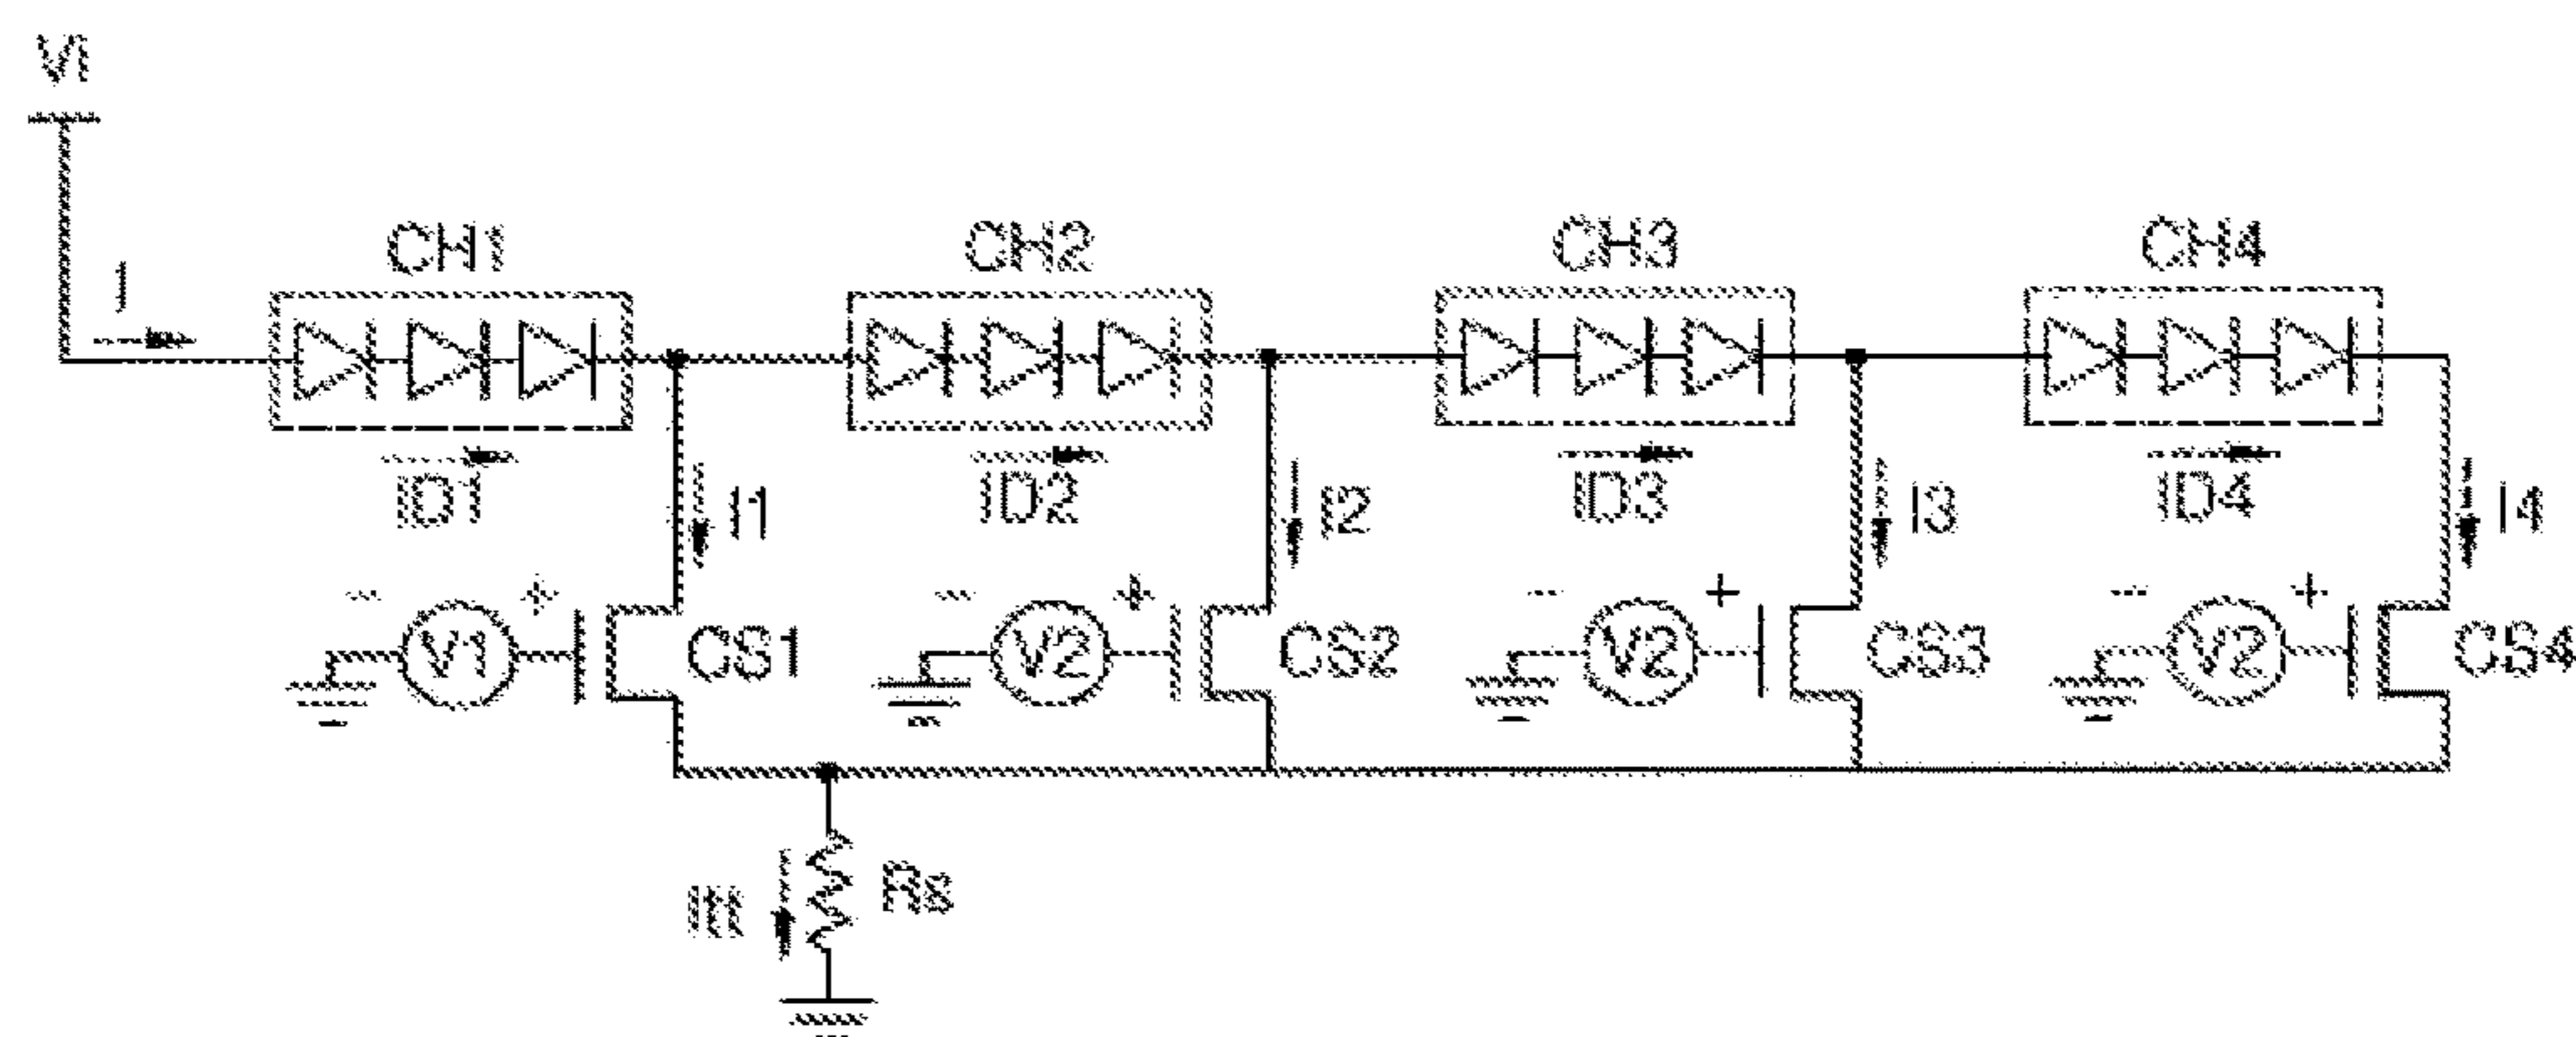 Vi
I
CH1 CH2 CH3 CH4
ID1 ID2 ID3 ID4
I1 I2 I3 I4
- + - + - + - +
V1 CS1 V2 CS2 V2 CS3 V2 CS4
Itt Rs